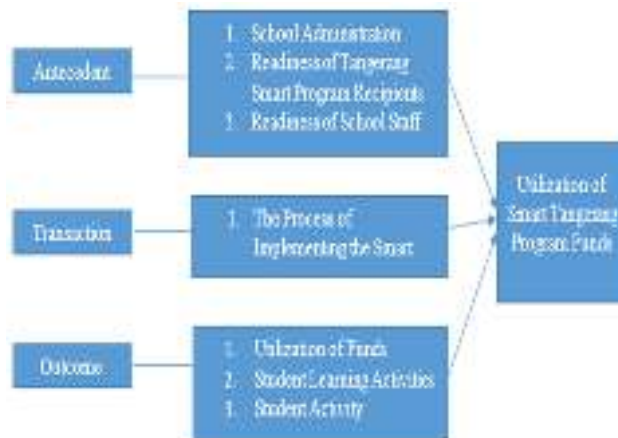 Antecedent
1. School Administration
2. Readiness of Tangerang
Smart Program Recipients
3. Readiness of School Staff
Transaction
1. The Process of
Implementing the Smart
Outcome
1. Utilization of Funds
2. Student Learning Activities
3. Student Activity
Utilization of
Smart Tangerang
Program Funds